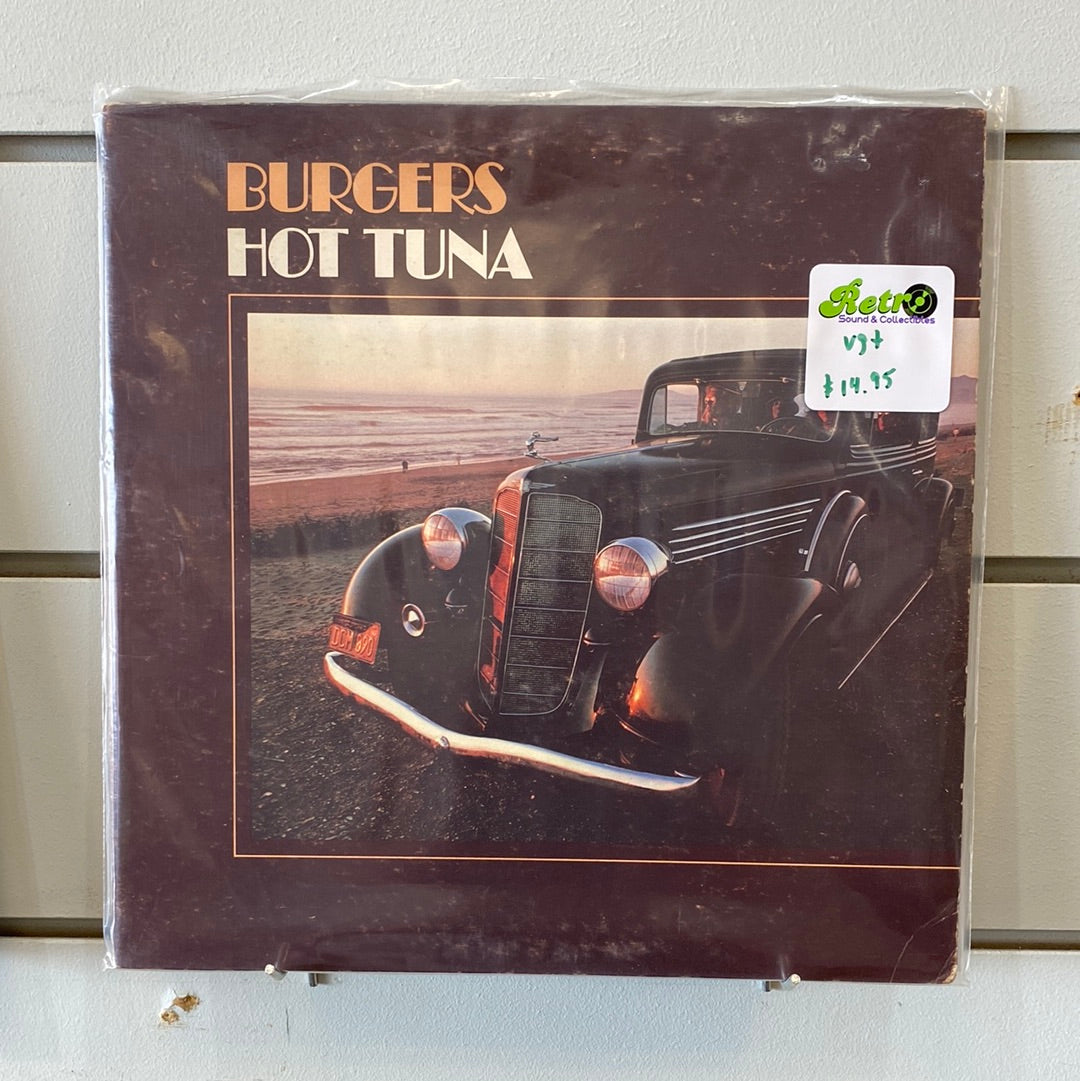 BURGERS
HOT TUNA
Retro
Sound & Collectibles
vg+
$14.95